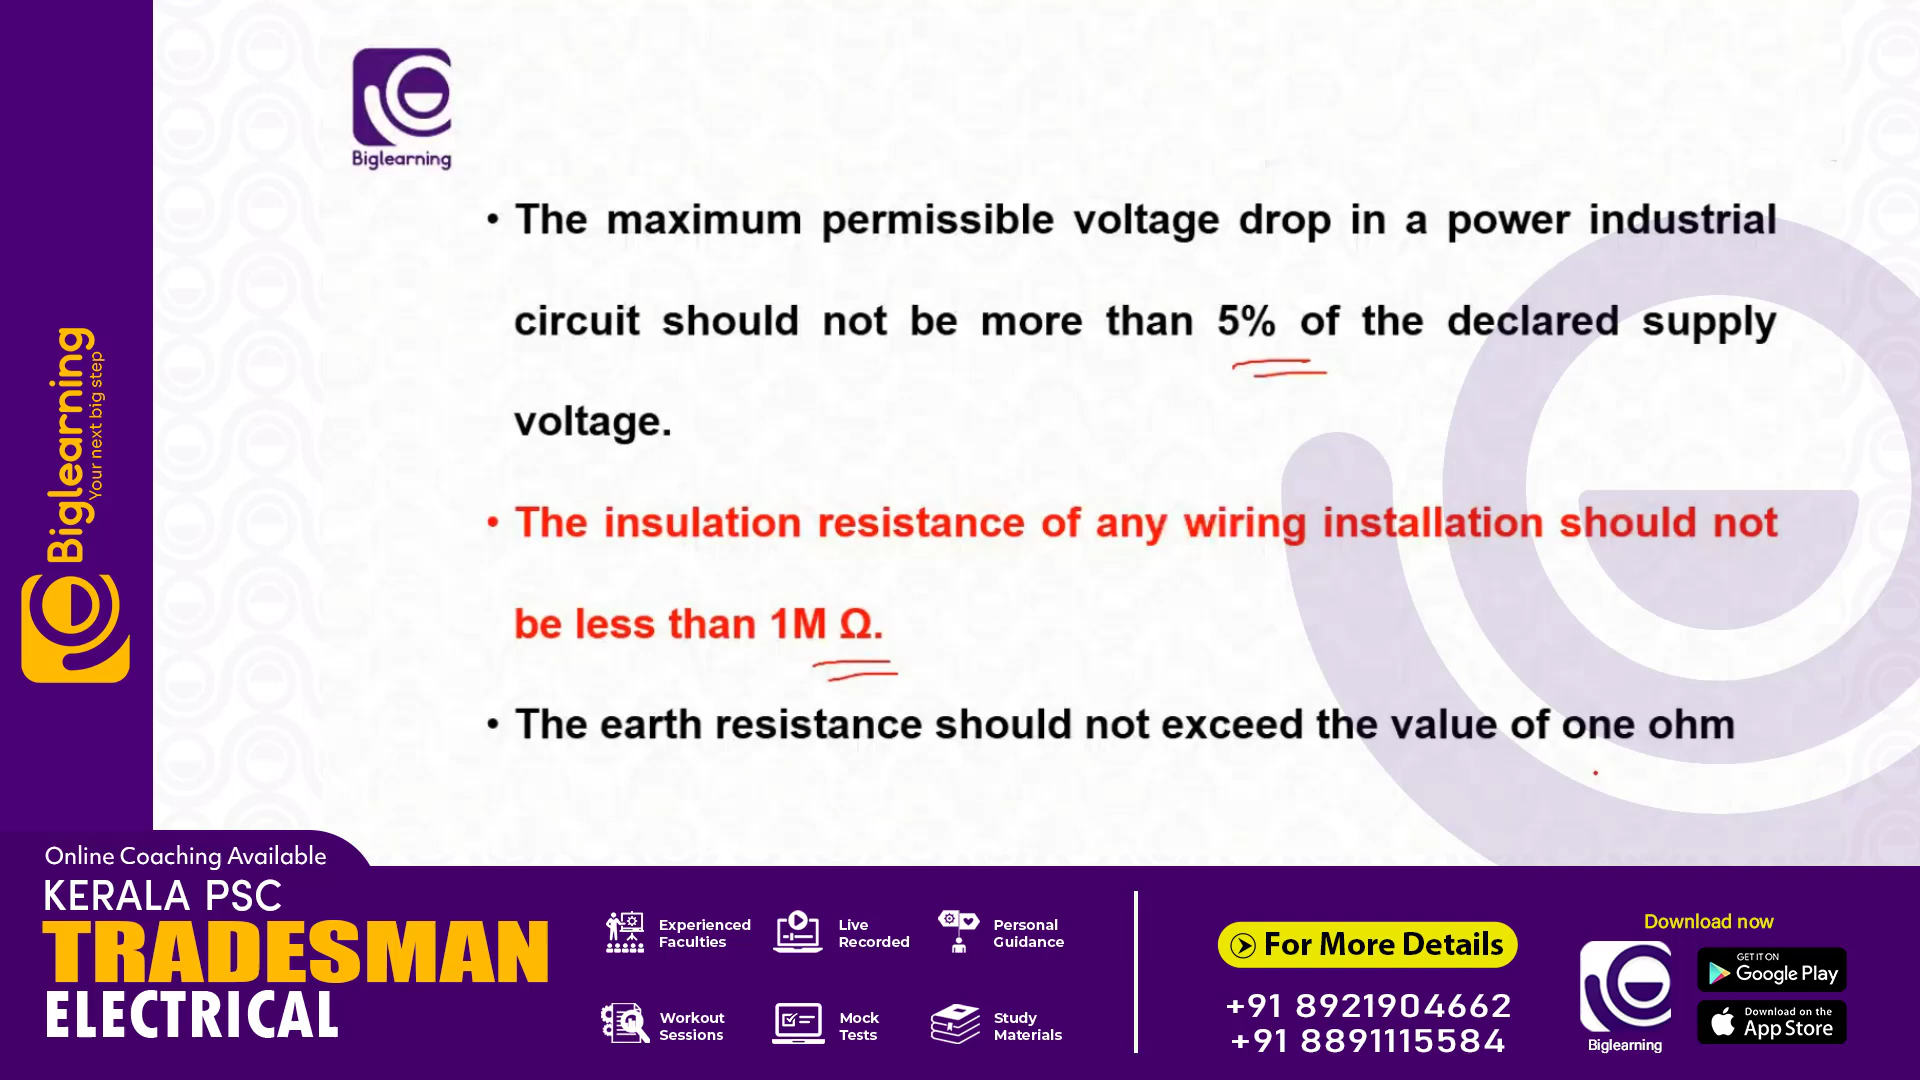 Biglearning
• The maximum permissible voltage drop in a power industrial
circuit should not be more than 5% of the declared supply
voltage.
• The insulation resistance of any wiring installation should not
be less than 1M Ω.
• The earth resistance should not exceed the value of one ohm
Biglearning
Your next big step
Online Coaching Available
KERALA PSC
TRADESMAN
ELECTRICAL
Experienced
Faculties
Live
Recorded
Personal
Guidance
Workout
Sessions
Mock
Tests
Study
Materials
For More Details
+91 8921904662
+91 8891115584
Download now
Biglearning
GET IT ON
Google Play
Download on the
App Store